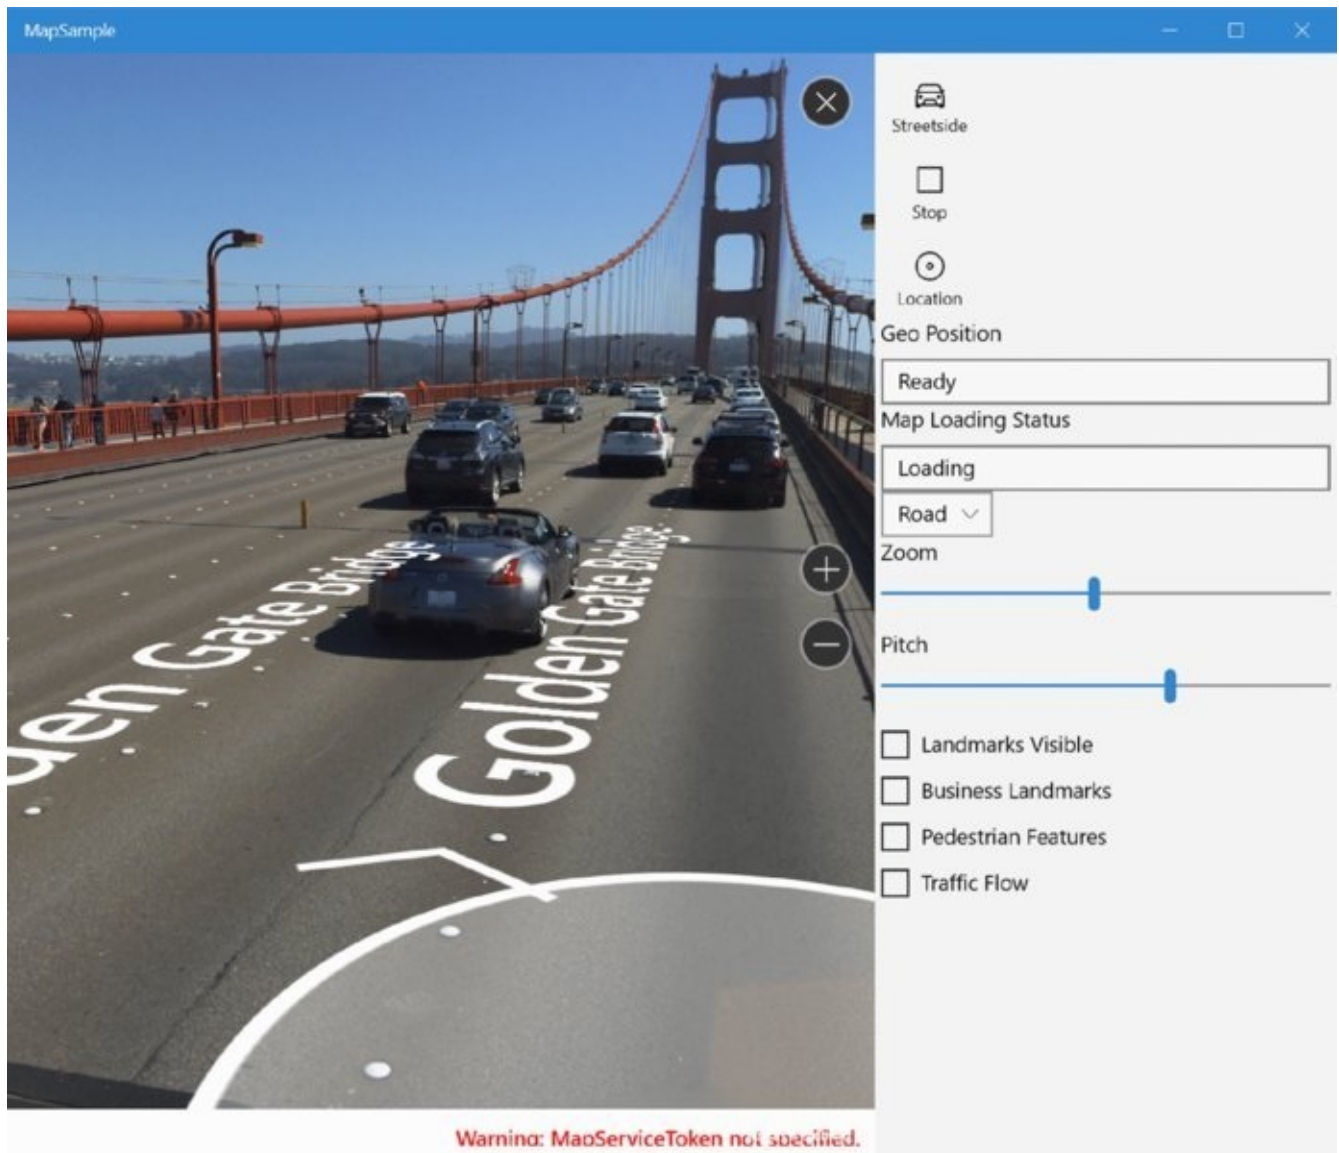 MapSample
Streetside
Stop
Location
Geo Position
Ready
Map Loading Status
Loading
Road
Zoom
Pitch
Landmarks Visible
Business Landmarks
Pedestrian Features
Traffic Flow
den Gate Bridge
Golden Gate Bridge
Warning: MapServiceToken not specified.